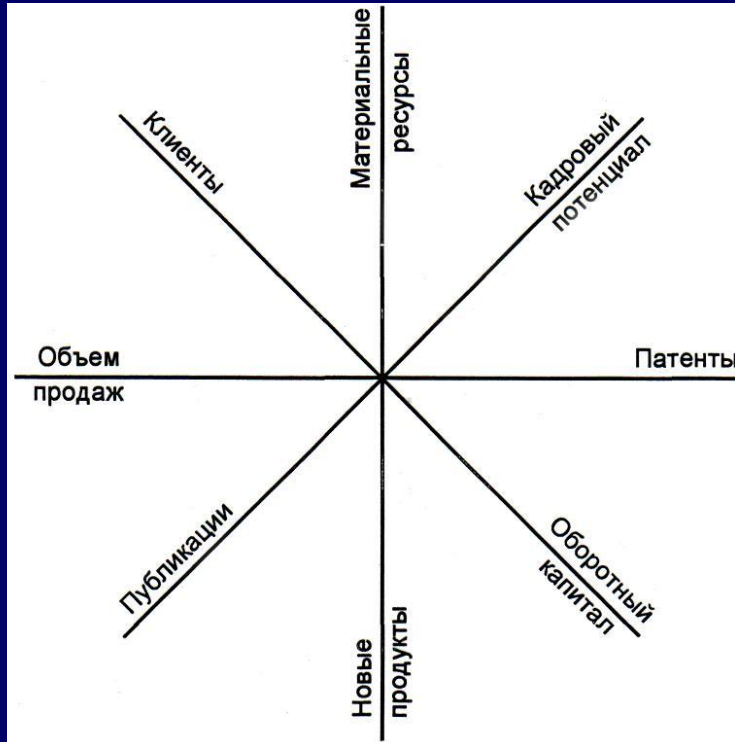 Материальные
ресурсы
Клиенты
Кадровый
потенциал
Объем
продаж
Патенты
Публикации
Оборотный
капитал
Новые
продукты